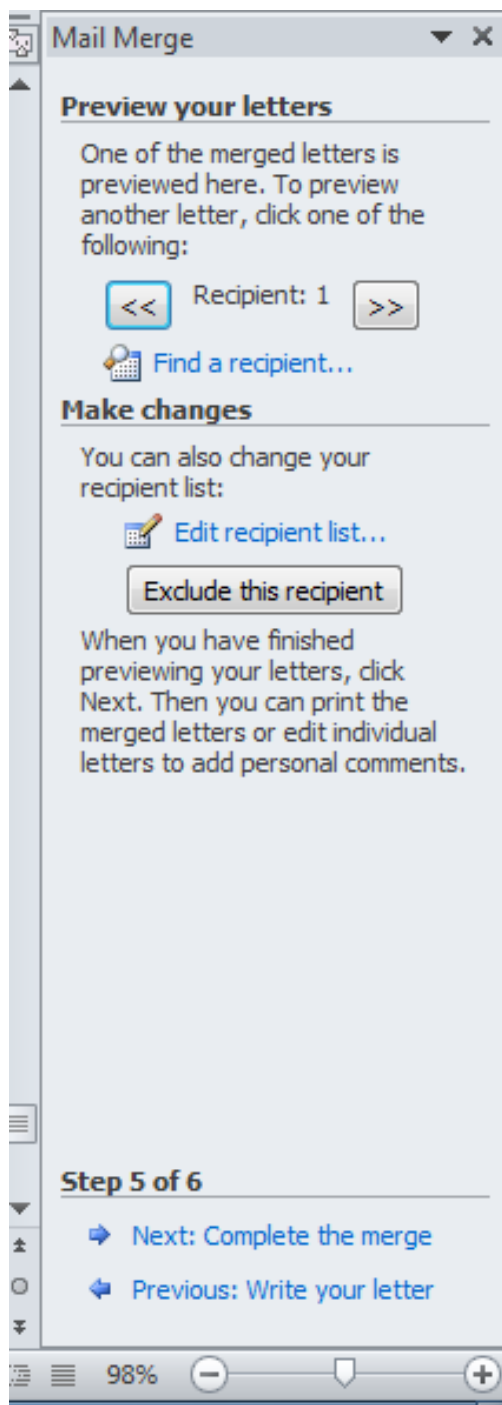 Mail Merge
Preview your letters
One of the merged letters is
previewed here. To preview
another letter, click one of the
following:
<< Recipient: 1 >>
Find a recipient...
Make changes
You can also change your
recipient list:
Edit recipient list...
Exclude this recipient
When you have finished
previewing your letters, click
Next. Then you can print the
merged letters or edit individual
letters to add personal comments.
Step 5 of 6
Next: Complete the merge
Previous: Write your letter
98%